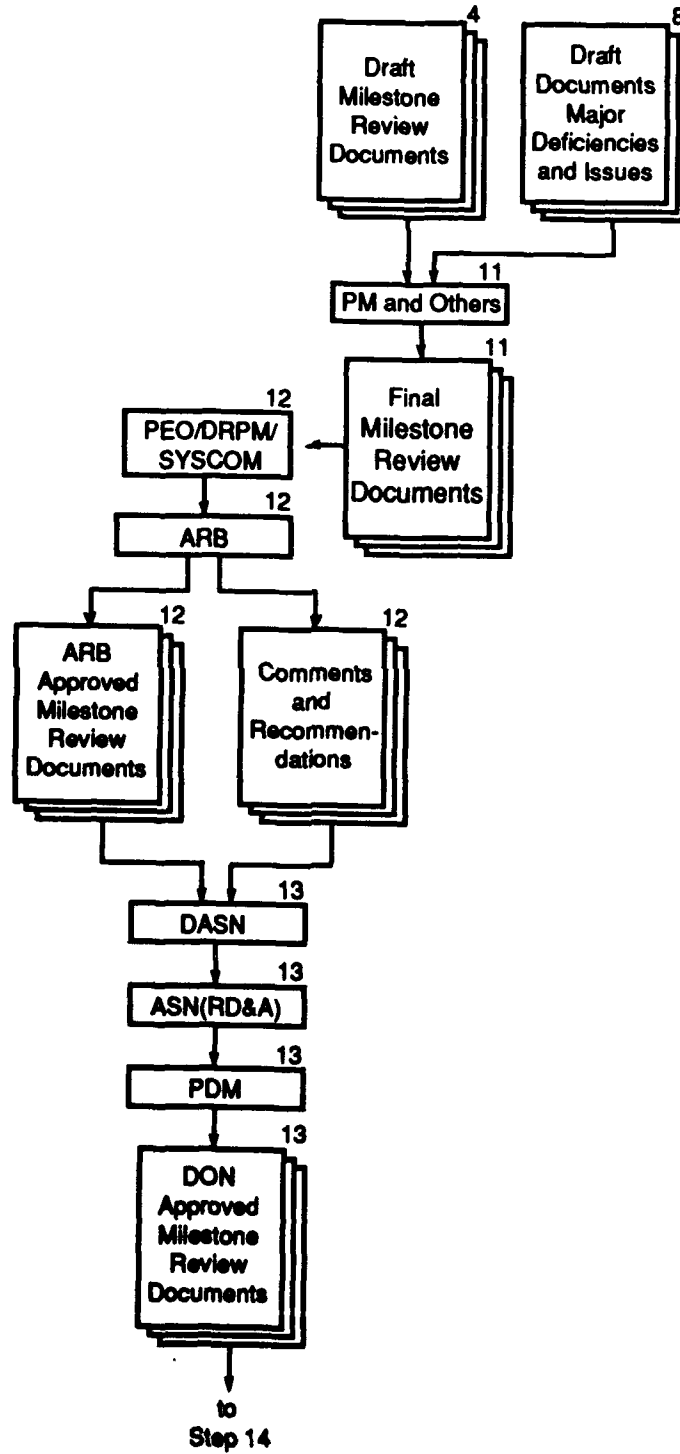 4
Draft
Milestone
Review
Documents
8
Draft
Documents
Major
Deficiencies
and Issues
11
PM and Others
11
Final
Milestone
Review
Documents
12
PEO/DRPM/
SYSCOM
12
ARB
12
ARB
Approved
Milestone
Review
Documents
12
Comments
and
Recommen-
dations
13
DASN
13
ASN(RD&A)
13
PDM
13
DON
Approved
Milestone
Review
Documents
to
Step 14